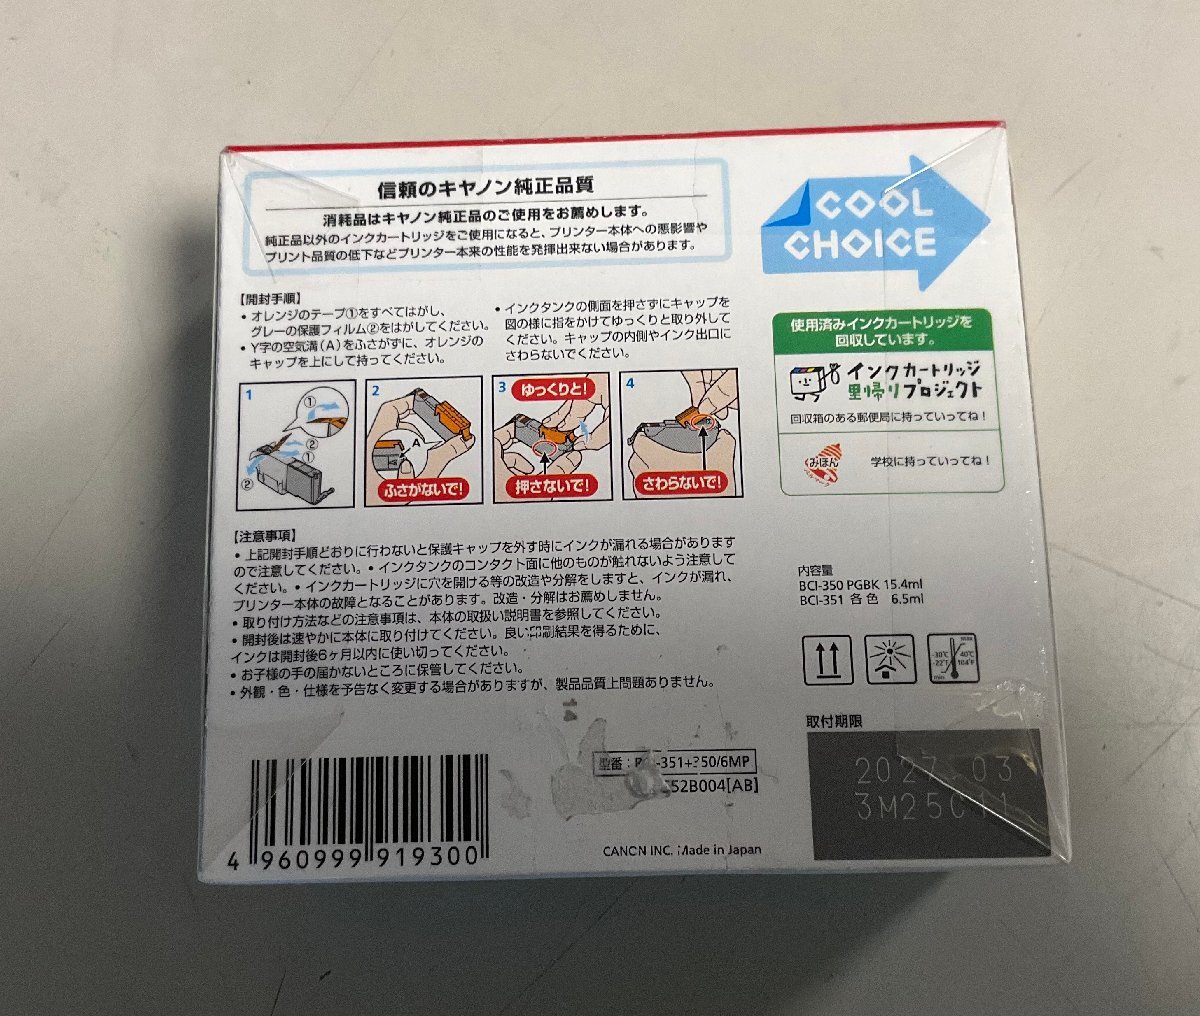 信頼のキヤノン純正品質
消耗品はキヤノン純正品のご使用をお薦めします。
純正品以外のインクカートリッジをご使用になると、プリンター本体への悪影響や
プリント品質の低下などプリンター本来の性能を発揮出来ない場合があります。
COOL
CHOICE
【開封手順】
・オレンジのテープ①をすべてはがし、
グレーの保護フィルム②をはがしてください。
・Y字の空気溝(A)をふさがずに、オレンジの
キャップを上にして持ってください。
・インクタンクの側面を押さずにキャップを
図の様に指をかけてゆっくりと取り外して
ください。キャップの内側やインク出口に
さわらないでください。
1
①
②
①
②
2
A
ふさがないで!
3
ゆっくりと!
押さないで!
4
さわらないで!
使用済みインクカートリッジを
回収しています。
インクカートリッジ
里帰りプロジェクト
回収箱のある郵便局に持っていってね!
くみほん
ベルマーク
学校に持っていってね!
【注意事項】
・上記開封手順どおりに行わないと保護キャップを外す時にインクが漏れる場合があります
ので注意してください。・インクタンクのコンタクト面に他のものが触れないよう注意して
ください。・インクカートリッジに穴を開ける等の改造や分解をしますと、インクが漏れ、
プリンター本体の故障となることがあります。改造・分解はお薦めしません。
・取り付け方法などの注意事項は、本体の取扱い説明書を参照してください。
・開封後は速やかに本体に取り付けてください。良い印刷結果を得るために、
インクは開封後6ヶ月以内に使い切ってください。
・お子様の手の届かないところに保管してください。
・外観・色・仕様を予告なく変更する場合がありますが、製品品質上問題ありません。
内容量
BCI-350 PGBK 15.4ml
BCI-351 各色 6.5ml
max
-30℃
-22°F
40℃
104°F
min
取付期限
2027.03
3M25C11
14
型番:
-351+350/6MP
52B004[AB]
CANON INC. Made in Japan
4 960999 919300